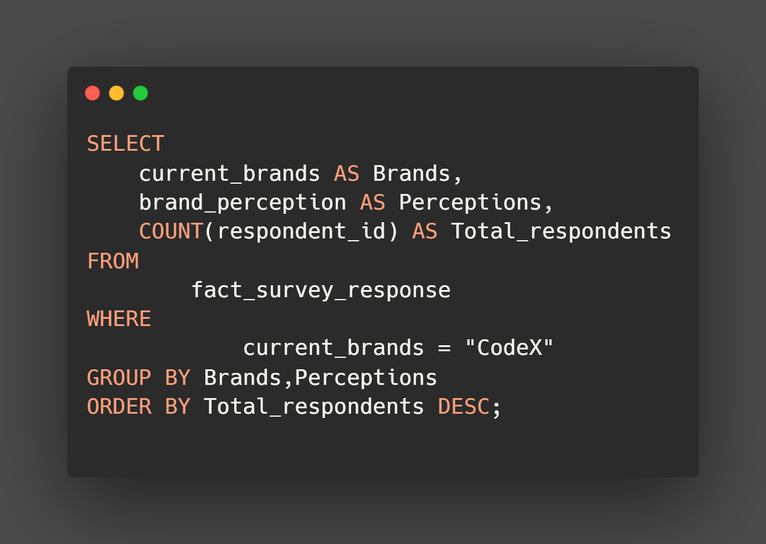 SELECT
    current_brands AS Brands,
    brand_perception AS Perceptions,
    COUNT(respondent_id) AS Total_respondents
FROM
        fact_survey_response
WHERE
            current_brands = "CodeX"
GROUP BY Brands,Perceptions
ORDER BY Total_respondents DESC;